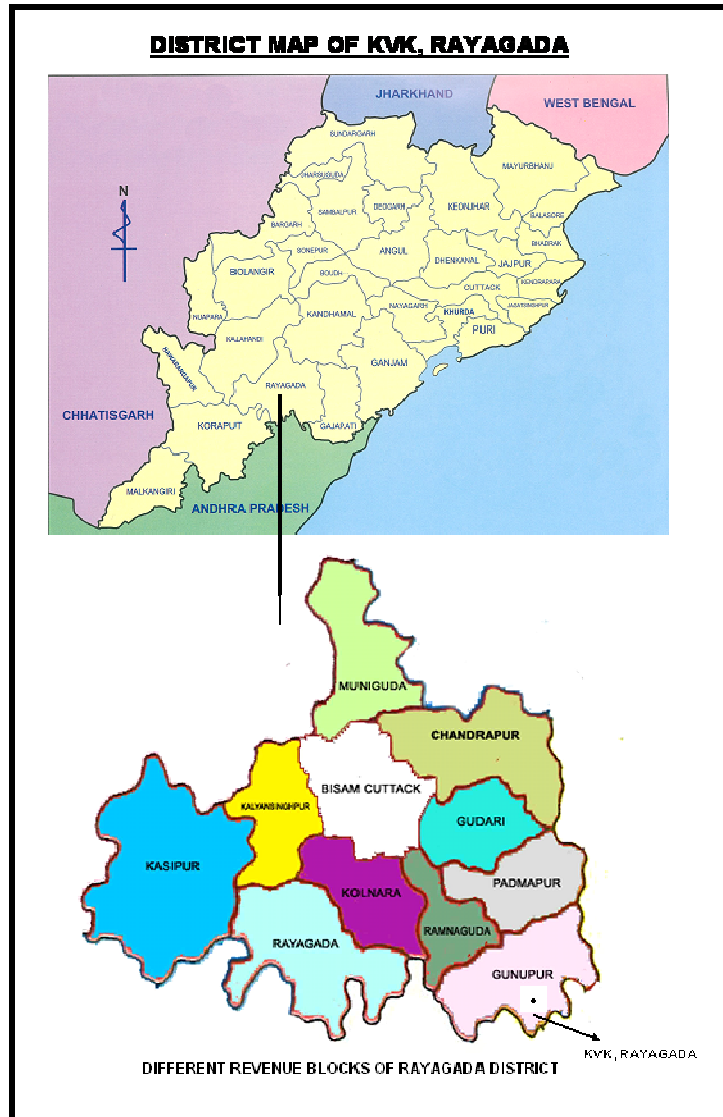 DISTRICT MAP OF KVK, RAYAGADA
JHARKHAND
WEST BENGAL
SUNDARGARH
MAYURBHANJ
JHARSUGUDA
N
DEOGARH
KEONJHAR
SAMBALPUR
BALASORE
BARGARH
BHADRAK
SONEPUR
ANGUL
DHENKANAL
JAJPUR
BOLANGIR
BOUDH
KENDRAPARA
CUTTACK
NUAPARA
KANDHAMAL
NAYAGARH
KHURDA
JAGATSINGHPUR
PURI
KALAHANDI
GANJAM
RAYAGADA
CHHATISGARH
KORAPUT
GAJAPATI
MALKANGIRI
ANDHRA PRADESH
MUNIGUDA
CHANDRAPUR
BISAM CUTTACK
KALYANSINGHPUR
GUDARI
KASIPUR
PADMAPUR
KOLNARA
RAMNAGUDA
RAYAGADA
GUNUPUR
KVK, RAYAGADA
DIFFERENT REVENUE BLOCKS OF RAYAGADA DISTRICT